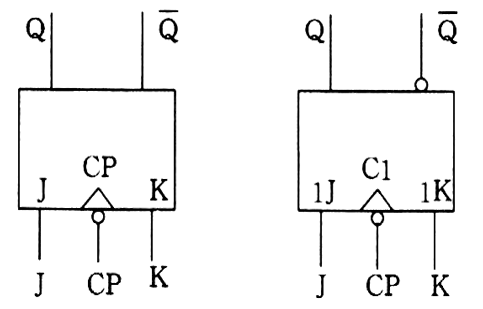 Q Q̅ Q Q̅
CP C1
J K 1J 1K
J CP K J CP K